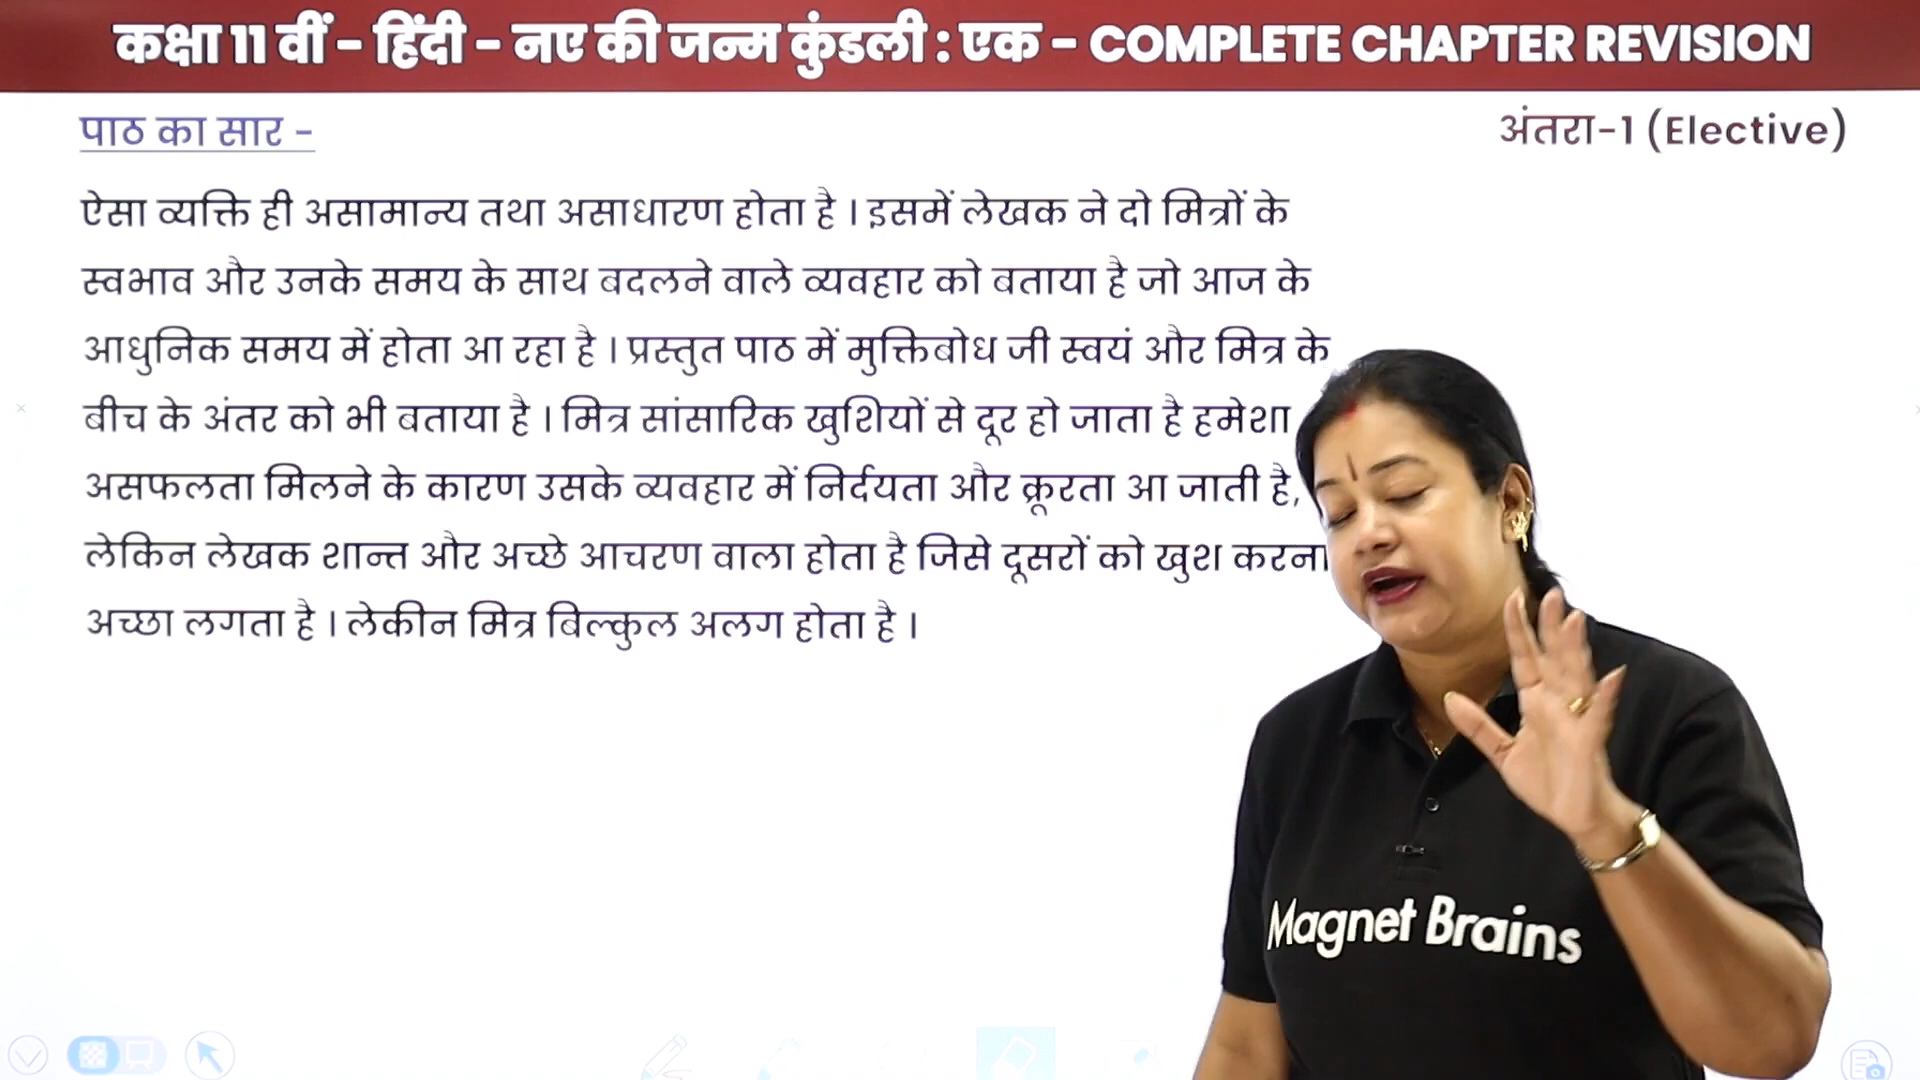 कक्षा 11 वीं - हिंदी - नए की जन्म कुंडली : एक - COMPLETE CHAPTER REVISION
पाठ का सार -
अंतरा-1 (Elective)
ऐसा व्यक्ति ही असामान्य तथा असाधारण होता है । इसमें लेखक ने दो मित्रों के
स्वभाव और उनके समय के साथ बदलने वाले व्यवहार को बताया है जो आज के
आधुनिक समय में होता आ रहा है । प्रस्तुत पाठ में मुक्तिबोध जी स्वयं और मित्र के
बीच के अंतर को भी बताया है । मित्र सांसारिक खुशियों से दूर हो जाता है हमेशा
असफलता मिलने के कारण उसके व्यवहार में निर्दयता और क्रूरता आ जाती है,
लेकिन लेखक शान्त और अच्छे आचरण वाला होता है जिसे दूसरों को खुश करना
अच्छा लगता है । लेकीन मित्र बिल्कुल अलग होता है ।
Magnet Brains